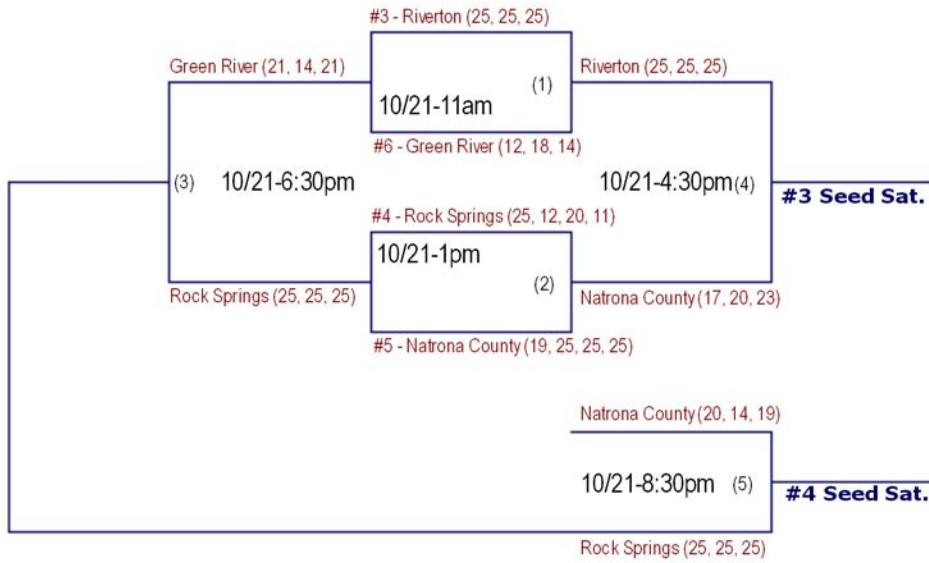 #3 - Riverton (25, 25, 25)
Green River (21, 14, 21)
Riverton (25, 25, 25)
(1)
10/21-11am
#6 - Green River (12, 18, 14)
(3) 10/21-6:30pm
10/21-4:30pm (4)
#3 Seed Sat.
#4 - Rock Springs (25, 12, 20, 11)
10/21-1pm
(2)
Rock Springs (25, 25, 25)
Natrona County (17, 20, 23)
#5 - Natrona County (19, 25, 25, 25)
Natrona County (20, 14, 19)
10/21-8:30pm (5)
#4 Seed Sat.
Rock Springs (25, 25, 25)